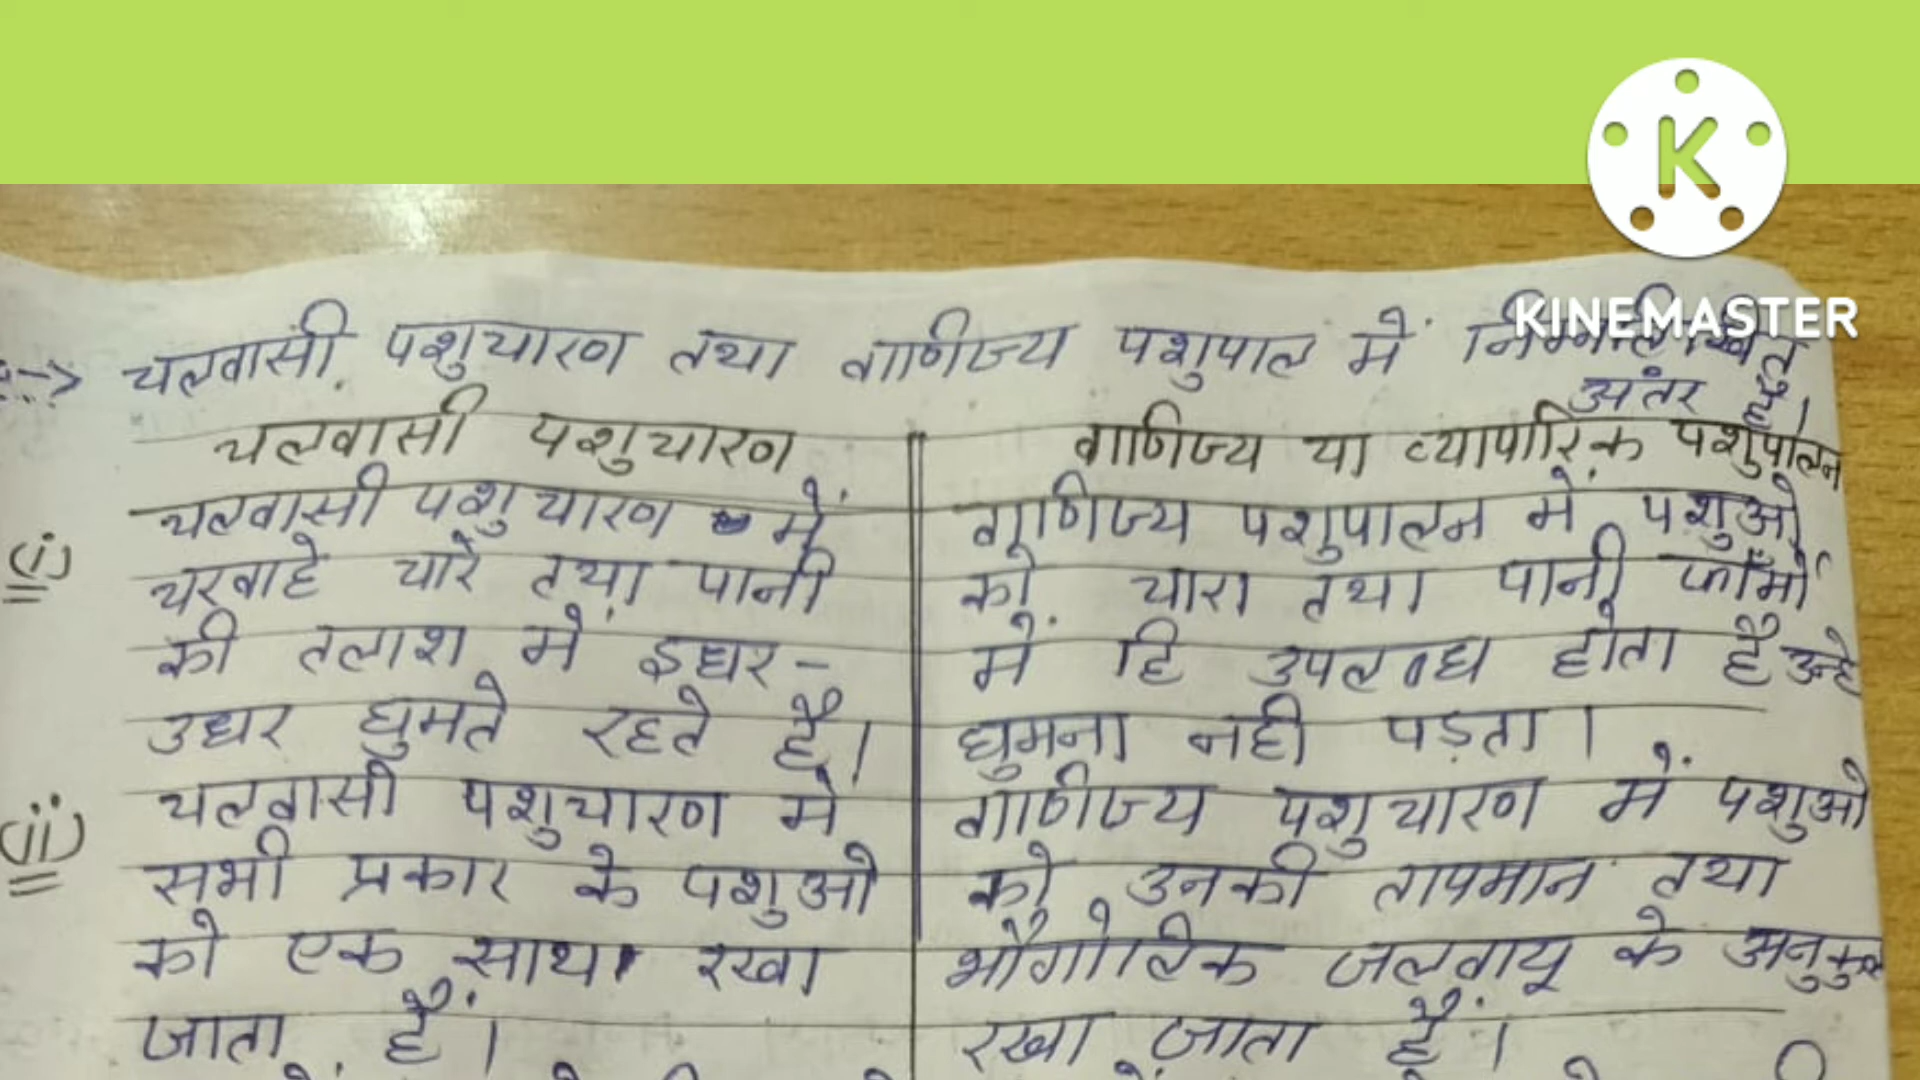 KINEMASTER
चलवासी पशुचारण तथा वाणिज्य पशुपाल में निम्नलिखित
अंतर है।
चलवासी पशुचारण
वाणिज्य या व्यापारिक पशुपालन
(i)
चलवासी पशुचारण में
चरवाहे चारे तथा पानी
की तलाश में इधर-
उधर घुमते रहते है।
वाणिज्य पशुपालन में पशुओ
को चारा तथा पानी फॉर्मो
में हि उपलब्ध होता है उन्हे
घुमना नही पड़ता।
(ii)
चलवासी पशुचारण में
सभी प्रकार के पशुओ
को एक साथ रखा
जाता हैं।
वाणिज्य पशुचारण में पशुओ
को उनकी तापमान तथा
भौगोलिक जलवायू के अनुकुल
रखा जाता हैं।